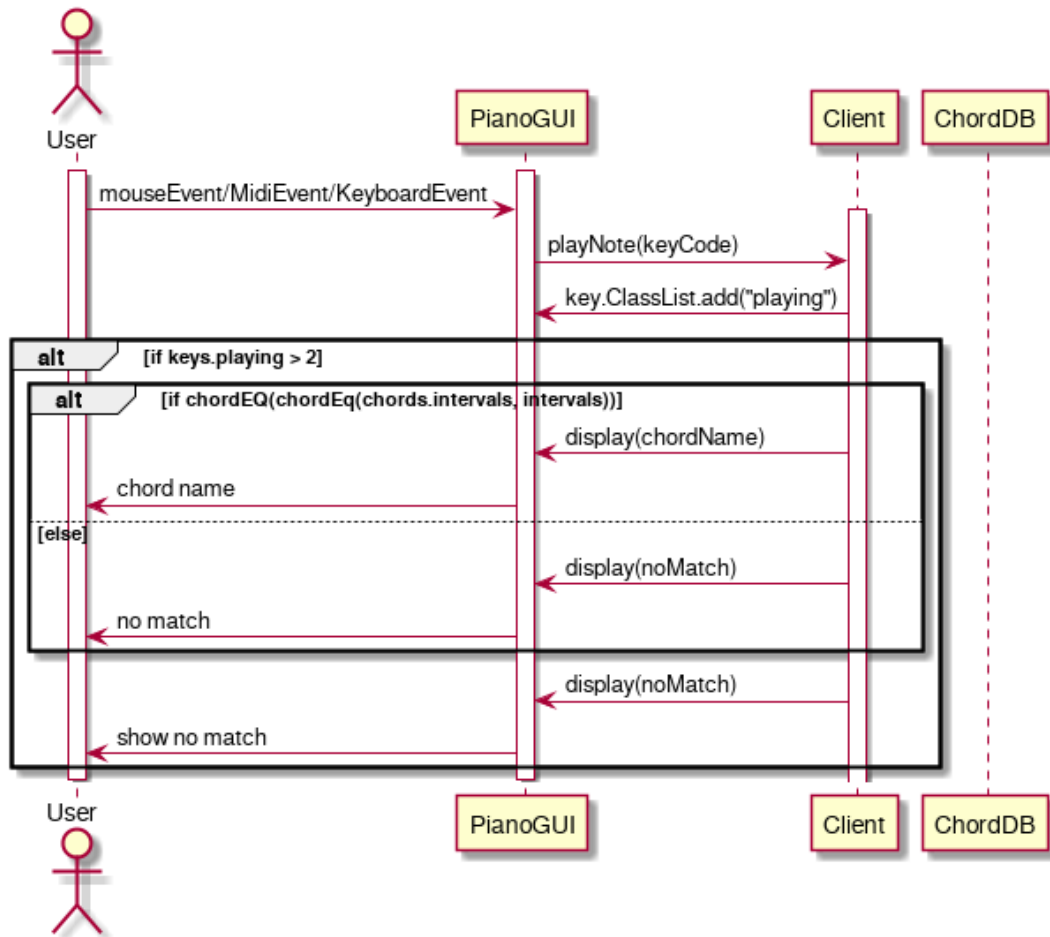 User
PianoGUI
Client
ChordDB
mouseEvent/MidiEvent/KeyboardEvent
playNote(keyCode)
key.ClassList.add("playing")
alt [if keys.playing > 2]
alt [if chordEQ(chordEq(chords.intervals, intervals))]
display(chordName)
chord name
[else]
display(noMatch)
no match
display(noMatch)
show no match
User
PianoGUI
Client
ChordDB